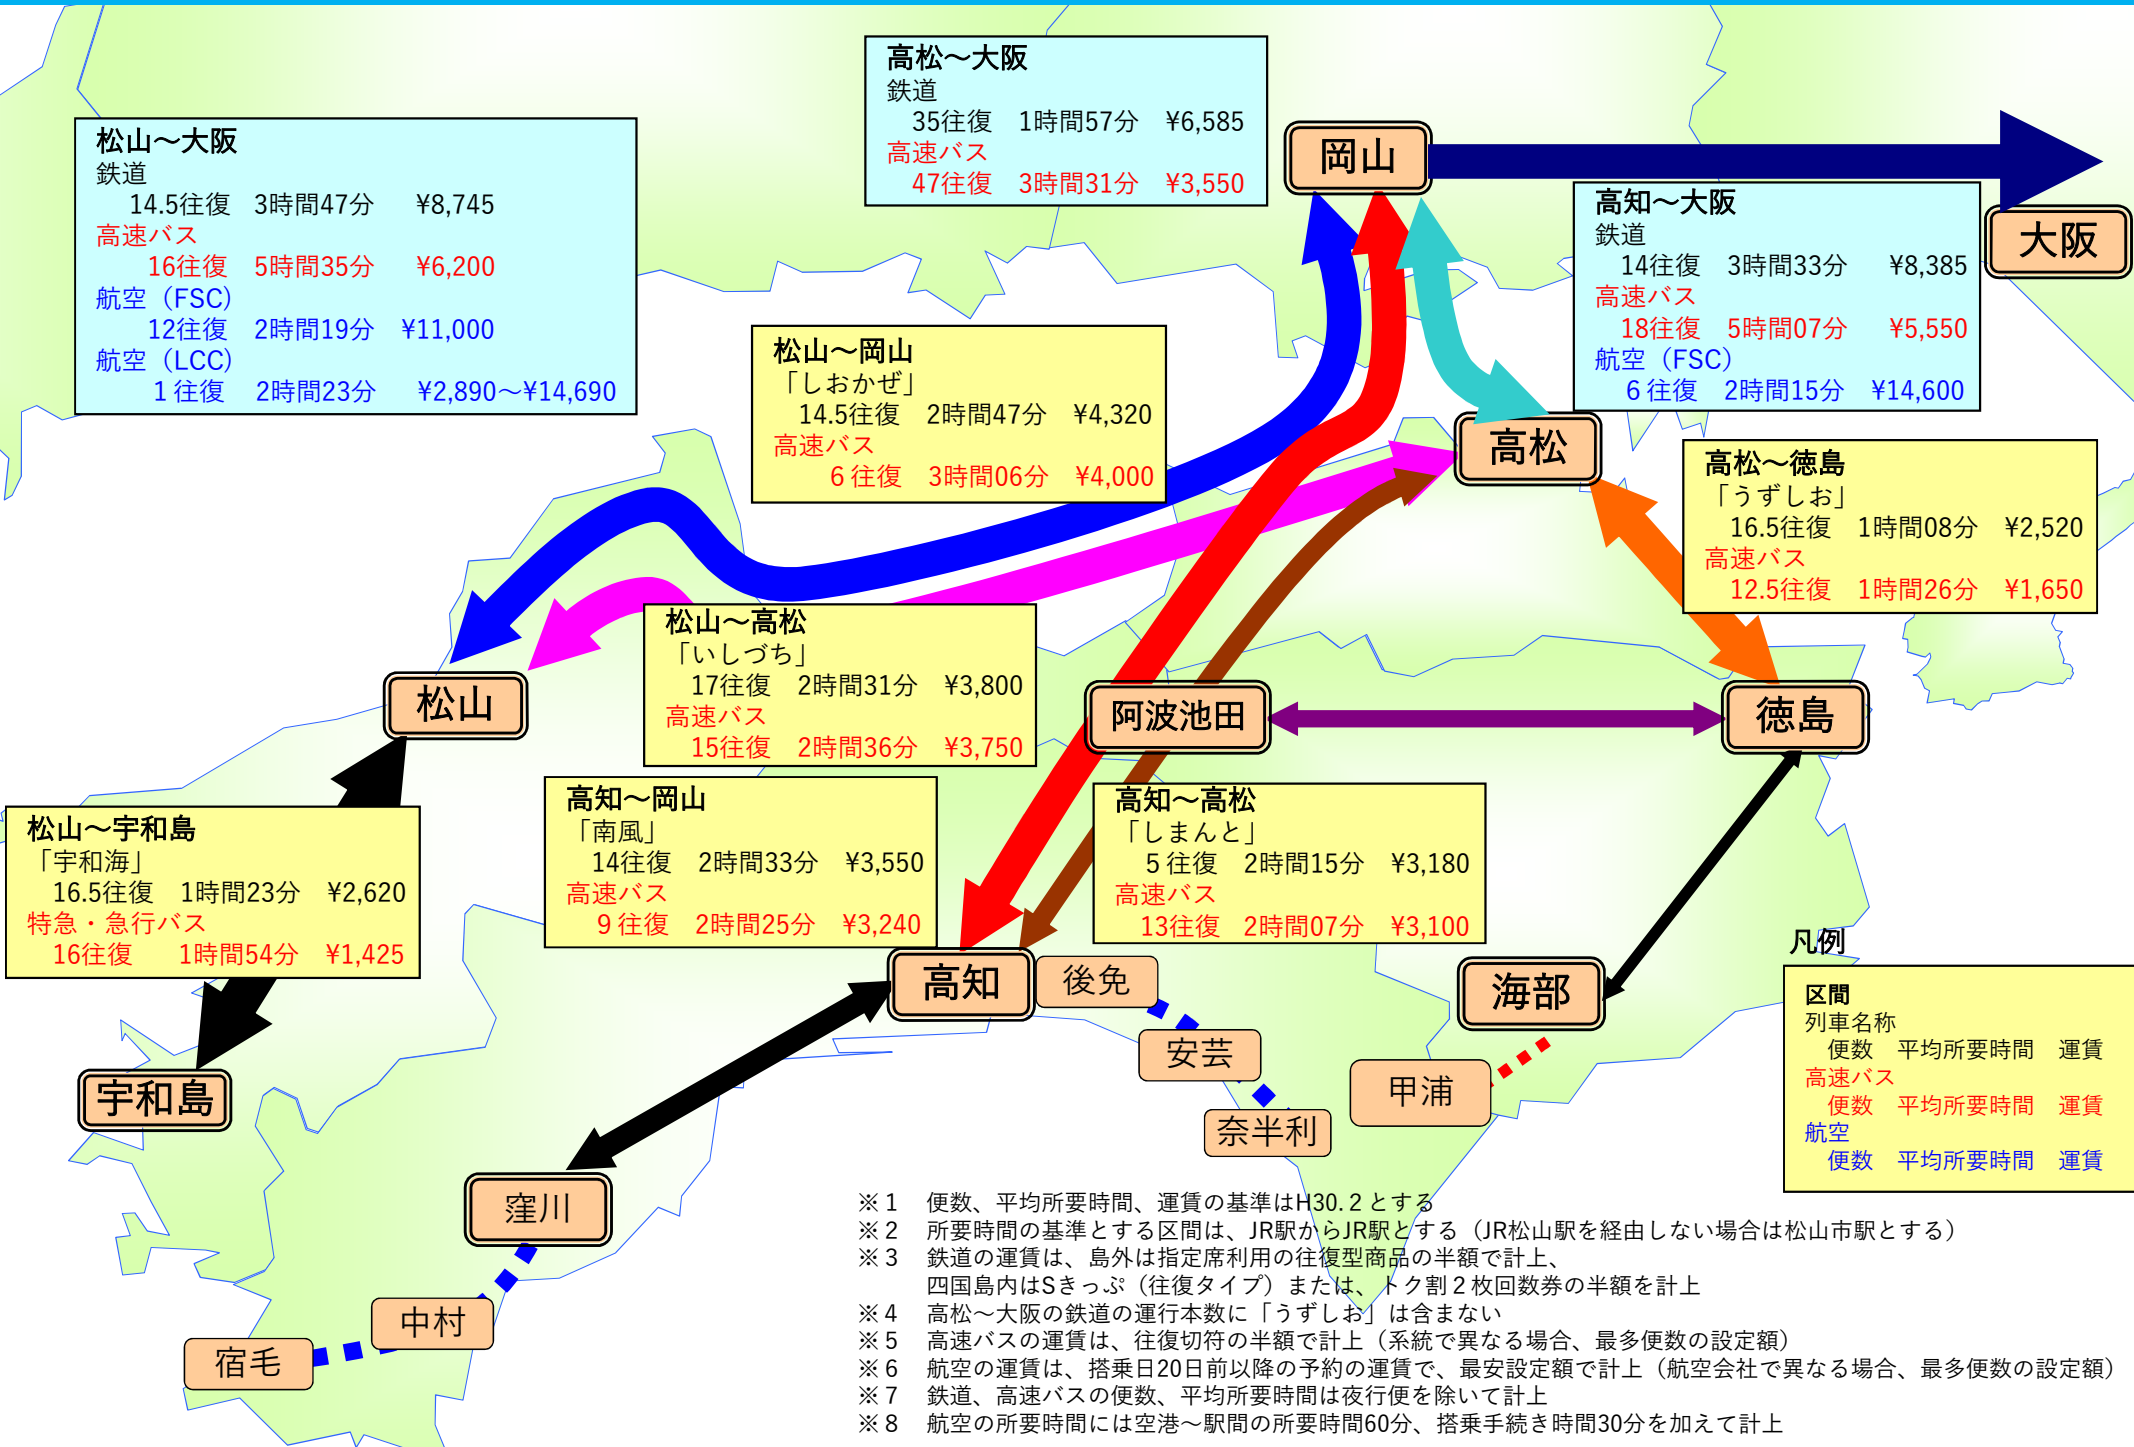 高松～大阪
鉄道
35往復 1時間57分 ¥6,585
高速バス
47往復 3時間31分 ¥3,550
松山～大阪
鉄道
14.5往復 3時間47分 ¥8,745
高速バス
16往復 5時間35分 ¥6,200
航空（FSC）
12往復 2時間19分 ¥11,000
航空（LCC）
1往復 2時間23分 ¥2,890～¥14,690
岡山
高知～大阪
鉄道
14往復 3時間33分 ¥8,385
高速バス
18往復 5時間07分 ¥5,550
航空（FSC）
6往復 2時間15分 ¥14,600
大阪
松山～岡山
「しおかぜ」
14.5往復 2時間47分 ¥4,320
高速バス
6往復 3時間06分 ¥4,000
高松
高松～徳島
「うずしお」
16.5往復 1時間08分 ¥2,520
高速バス
12.5往復 1時間26分 ¥1,650
松山
松山～高松
「いしづち」
17往復 2時間31分 ¥3,800
高速バス
15往復 2時間36分 ¥3,750
阿波池田
徳島
松山～宇和島
「宇和海」
16.5往復 1時間23分 ¥2,620
特急・急行バス
16往復 1時間54分 ¥1,425
高知～岡山
「南風」
14往復 2時間33分 ¥3,550
高速バス
9往復 2時間25分 ¥3,240
高知～高松
「しまんと」
5往復 2時間15分 ¥3,180
高速バス
13往復 2時間07分 ¥3,100
高知
後免
安芸
奈半利
海部
甲浦
宇和島
窪川
中村
宿毛
凡例
区間
列車名称
便数 平均所要時間 運賃
高速バス
便数 平均所要時間 運賃
航空
便数 平均所要時間 運賃
※1 便数、平均所要時間、運賃の基準はH30.2とする
※2 所要時間の基準とする区間は、JR駅からJR駅とする（JR松山駅を経由しない場合は松山市駅とする）
※3 鉄道の運賃は、島外は指定席利用の往復型商品の半額で計上、
四国島内はSきっぷ（往復タイプ）または、トク割2枚回数券の半額を計上
※4 高松～大阪の鉄道の運行本数に「うずしお」は含まない
※5 高速バスの運賃は、往復切符の半額で計上（系統で異なる場合、最多便数の設定額）
※6 航空の運賃は、搭乗日20日前以降の予約の運賃で、最安設定額で計上（航空会社で異なる場合、最多便数の設定額）
※7 鉄道、高速バスの便数、平均所要時間は夜行便を除いて計上
※8 航空の所要時間には空港～駅間の所要時間60分、搭乗手続き時間30分を加えて計上